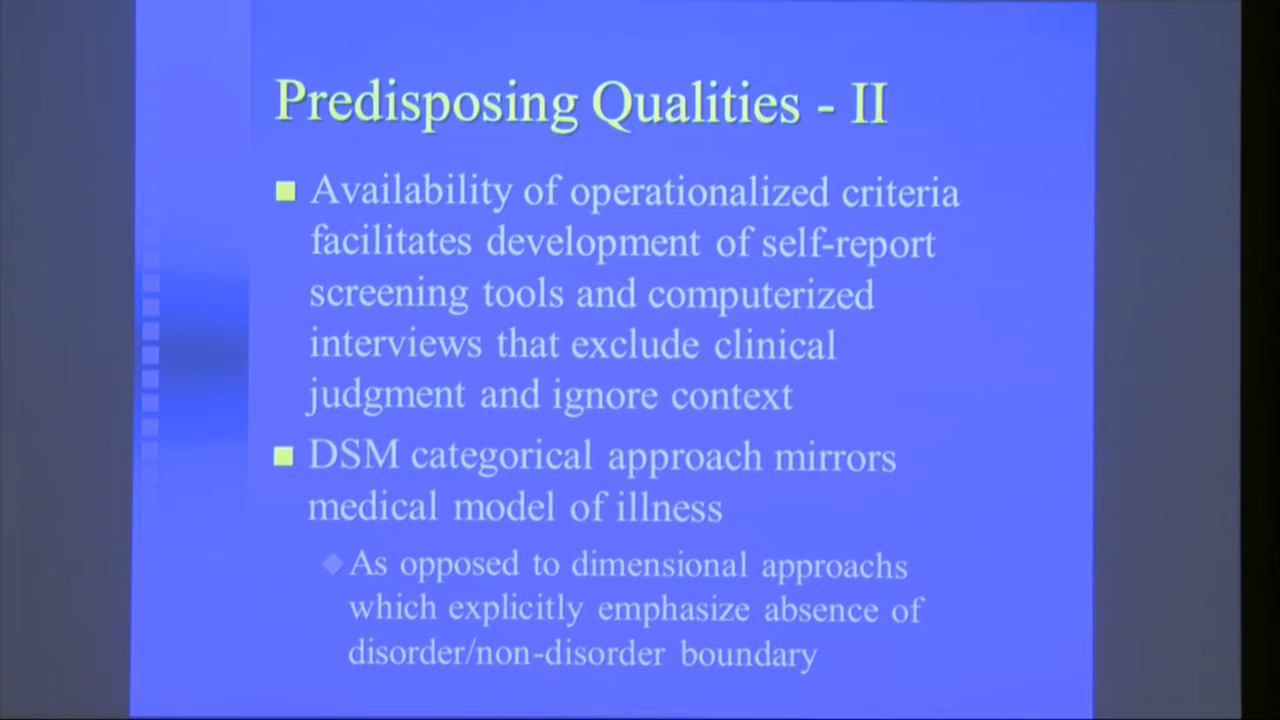 Predisposing Qualities - II
Availability of operationalized criteria
facilitates development of self-report
screening tools and computerized
interviews that exclude clinical
judgment and ignore context
DSM categorical approach mirrors
medical model of illness
As opposed to dimensional approachs
which explicitly emphasize absence of
disorder/non-disorder boundary